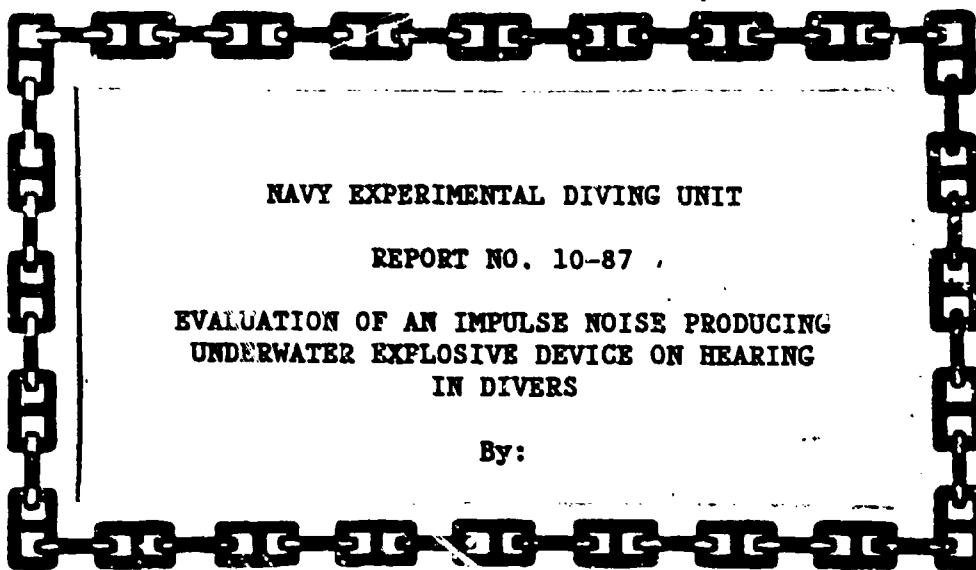 NAVY EXPERIMENTAL DIVING UNIT
REPORT NO. 10-87
EVALUATION OF AN IMPULSE NOISE PRODUCING
UNDERWATER EXPLOSIVE DEVICE ON HEARING
IN DIVERS
By: